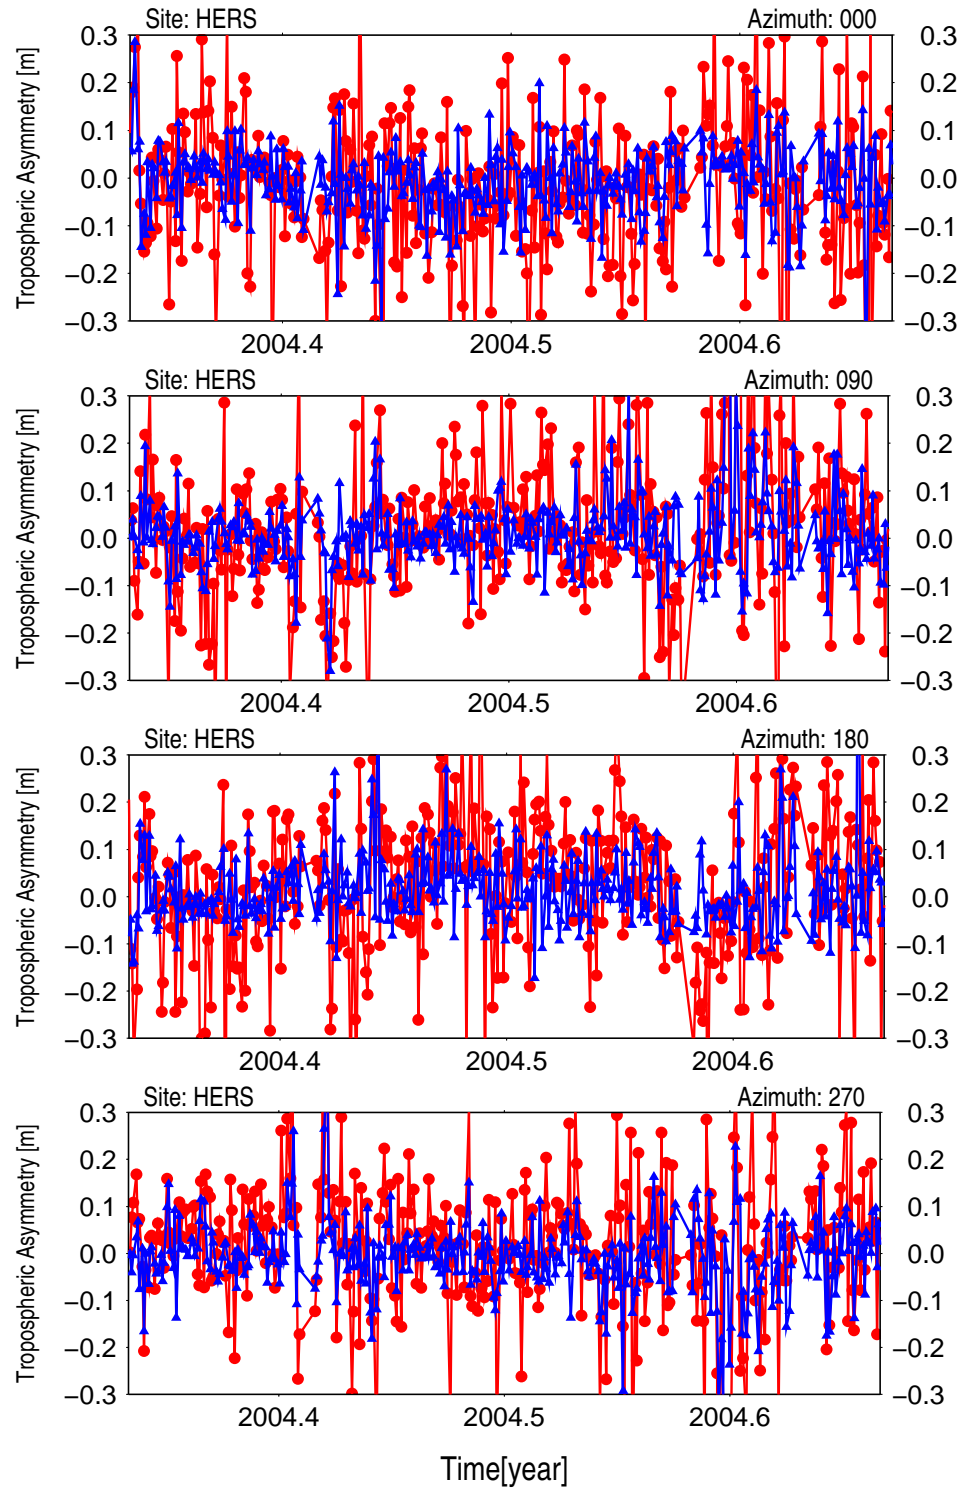 Site: HERS Azimuth: 000
0.3 0.3
0.2 0.2
0.1 0.1
0.0 0.0
−0.1 −0.1
−0.2 −0.2
−0.3 −0.3
Tropospheric Asymmetry [m]
2004.4 2004.5 2004.6
Site: HERS Azimuth: 090
0.3 0.3
0.2 0.2
0.1 0.1
0.0 0.0
−0.1 −0.1
−0.2 −0.2
−0.3 −0.3
Tropospheric Asymmetry [m]
2004.4 2004.5 2004.6
Site: HERS Azimuth: 180
0.3 0.3
0.2 0.2
0.1 0.1
0.0 0.0
−0.1 −0.1
−0.2 −0.2
−0.3 −0.3
Tropospheric Asymmetry [m]
2004.4 2004.5 2004.6
Site: HERS Azimuth: 270
0.3 0.3
0.2 0.2
0.1 0.1
0.0 0.0
−0.1 −0.1
−0.2 −0.2
−0.3 −0.3
Tropospheric Asymmetry [m]
2004.4 2004.5 2004.6
Time[year]